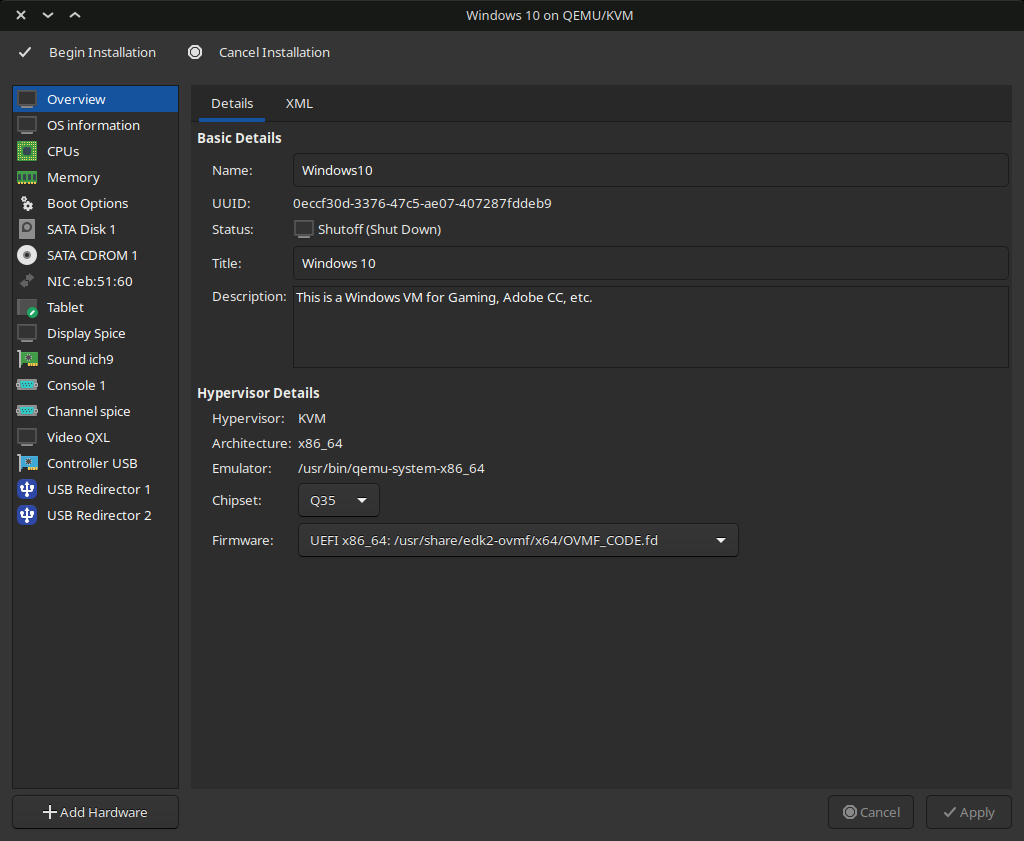 Windows 10 on QEMU/KVM
Begin Installation
Cancel Installation
Overview
OS information
CPUs
Memory
Boot Options
SATA Disk 1
SATA CDROM 1
NIC :eb:51:60
Tablet
Display Spice
Sound ich9
Console 1
Channel spice
Video QXL
Controller USB
USB Redirector 1
USB Redirector 2
Add Hardware
Details XML
Basic Details
Name: Windows10
UUID: 0eccf30d-3376-47c5-ae07-407287fddeb9
Status: Shutoff (Shut Down)
Title: Windows 10
Description: This is a Windows VM for Gaming, Adobe CC, etc.
Hypervisor Details
Hypervisor: KVM
Architecture: x86_64
Emulator: /usr/bin/qemu-system-x86_64
Chipset: Q35
Firmware: UEFI x86_64: /usr/share/edk2-ovmf/x64/OVMF_CODE.fd
Cancel
Apply